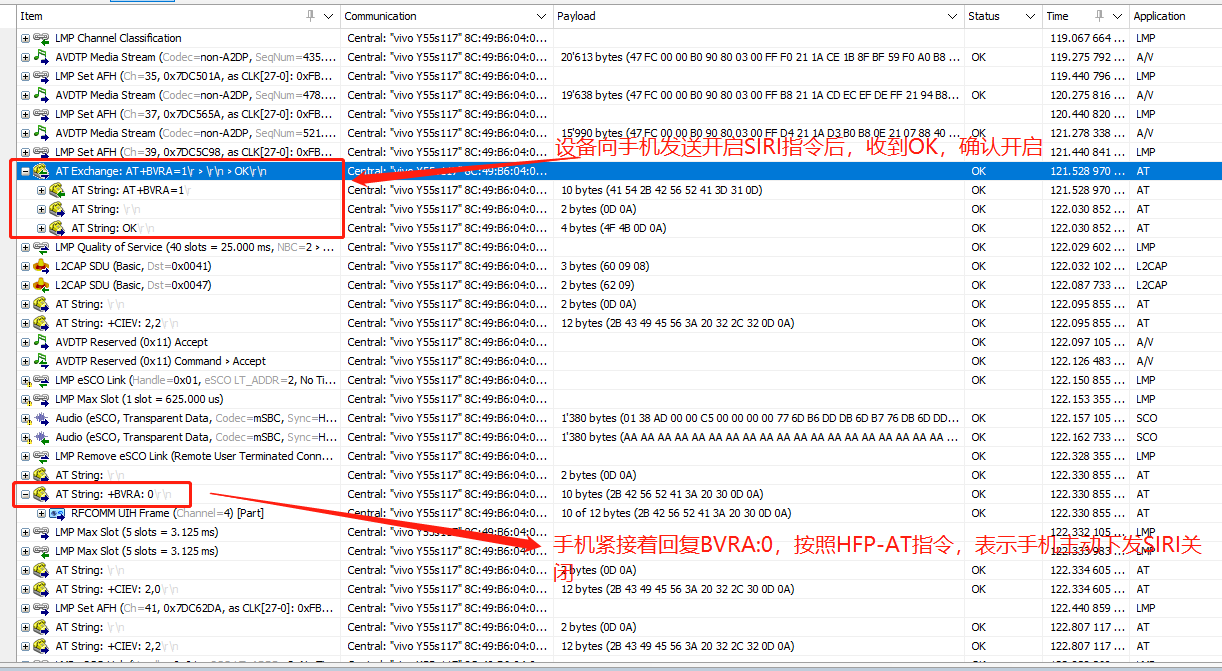 Item Communication Payload Status Time Application
LMP Channel Classification Central: "vivo Y55s117" 8C:49:B6:04:0... 119.067 664 ... LMP
AVDTP Media Stream (Codec=non-A2DP, SeqNum=435.... Central: "vivo Y55s117" 8C:49:B6:04:0... 20'613 bytes (47 FC 00 00 B0 90 80 03 00 FF F0 21 1A CE 1B 8F BF 59 F0 A0 B8 ... OK 119.275 792 ... A/V
LMP Set AFH (Ch=35, 0x7DC501A, as CLK[27-0]: 0xFB... Central: "vivo Y55s117" 8C:49:B6:04:0... 119.440 796 ... LMP
AVDTP Media Stream (Codec=non-A2DP, SeqNum=478.... Central: "vivo Y55s117" 8C:49:B6:04:0... 19'638 bytes (47 FC 00 00 B0 90 80 03 00 FF B8 21 1A CD EC EF DE FF 21 94 B8... OK 120.275 816 ... A/V
LMP Set AFH (Ch=37, 0x7DC565A, as CLK[27-0]: 0xFB... Central: "vivo Y55s117" 8C:49:B6:04:0... 120.440 820 ... LMP
AVDTP Media Stream (Codec=non-A2DP, SeqNum=521.... Central: "vivo Y55s117" 8C:49:B6:04:0... 15'990 bytes (47 FC 00 00 B0 90 80 03 00 FF D4 21 1A D3 B0 B8 0E 21 07 88 40 ... OK 121.278 338 ... A/V
设备向手机发送开启SIRI指令后，收到OK，确认开启
LMP Set AFH (Ch=39, 0x7DC5C98, as CLK[27-0]: 0xFB... Central: "vivo Y55s117" 8C:49:B6:04:0... 121.440 841 ... LMP
AT Exchange: AT+BVRA=1\r > \r\n > OK\r\n Central: "vivo Y55s117" 8C:49:B6:04:0... OK 121.528 970 ... AT
AT String: AT+BVRA=1\r Central: "vivo Y55s117" 8C:49:B6:04:0... 10 bytes (41 54 2B 42 56 52 41 3D 31 0D) OK 121.528 970 ... AT
AT String: \r\n Central: "vivo Y55s117" 8C:49:B6:04:0... 2 bytes (0D 0A) OK 122.030 852 ... AT
AT String: OK\r\n Central: "vivo Y55s117" 8C:49:B6:04:0... 4 bytes (4F 4B 0D 0A) OK 122.030 852 ... AT
LMP Quality of Service (40 slots = 25.000 ms, NBC=2 > ... Central: "vivo Y55s117" 8C:49:B6:04:0... OK 122.029 602 ... LMP
L2CAP SDU (Basic, Dst=0x0041) Central: "vivo Y55s117" 8C:49:B6:04:0... 3 bytes (60 09 08) OK 122.032 102 ... L2CAP
L2CAP SDU (Basic, Dst=0x0047) Central: "vivo Y55s117" 8C:49:B6:04:0... 2 bytes (62 09) OK 122.087 733 ... L2CAP
AT String: \r\n Central: "vivo Y55s117" 8C:49:B6:04:0... 2 bytes (0D 0A) OK 122.095 855 ... AT
AT String: +CIEV: 2,2\r\n Central: "vivo Y55s117" 8C:49:B6:04:0... 12 bytes (2B 43 49 45 56 3A 20 32 2C 32 0D 0A) OK 122.095 855 ... AT
AVDTP Reserved (0x11) Accept Central: "vivo Y55s117" 8C:49:B6:04:0... OK 122.097 105 ... A/V
AVDTP Reserved (0x11) Command > Accept Central: "vivo Y55s117" 8C:49:B6:04:0... OK 122.126 483 ... A/V
LMP eSCO Link (Handle=0x01, eSCO LT_ADDR=2, No Ti... Central: "vivo Y55s117" 8C:49:B6:04:0... OK 122.150 855 ... LMP
LMP Max Slot (1 slot = 625.000 us) Central: "vivo Y55s117" 8C:49:B6:04:0... 122.153 355 ... LMP
Audio (eSCO, Transparent Data, Codec=mSBC, Sync=H... Central: "vivo Y55s117" 8C:49:B6:04:0... 1'380 bytes (01 38 AD 00 00 C5 00 00 00 00 77 6D B6 DD DB 6D B7 76 DB 6D DD... OK 122.157 105 ... SCO
Audio (eSCO, Transparent Data, Codec=mSBC, Sync=H... Central: "vivo Y55s117" 8C:49:B6:04:0... 1'380 bytes (AA AA AA AA AA AA AA AA AA AA AA AA AA AA AA AA AA AA AA ... OK 122.162 733 ... SCO
LMP Remove eSCO Link (Remote User Terminated Conn... Central: "vivo Y55s117" 8C:49:B6:04:0... OK 122.328 355 ... LMP
AT String: \r\n Central: "vivo Y55s117" 8C:49:B6:04:0... 2 bytes (0D 0A) OK 122.330 855 ... AT
AT String: +BVRA: 0\r\n Central: "vivo Y55s117" 8C:49:B6:04:0... 10 bytes (2B 42 56 52 41 3A 20 30 0D 0A) OK 122.330 855 ... AT
RFCOMM UIH Frame (Channel=4) [Part] Central: "vivo Y55s117" 8C:49:B6:04:0... 10 of 12 bytes (2B 42 56 52 41 3A 20 30 0D 0A) OK 122.330 855 ... AT
LMP Max Slot (5 slots = 3.125 ms) Central: "vivo Y55s117" 8C:49:B6:04:0... 122.332 105 ... LMP
手机紧接着回复BVRA:0，按照HFP-AT指令，表示手机主动下发SIRI关
闭
LMP Max Slot (5 slots = 3.125 ms) Central: "vivo Y55s117" 8C:49:B6:04:0... 122.333 983 ... LMP
AT String: \r\n Central: "vivo Y55s117" 8C:49:B6:04:0... 2 bytes (0D 0A) OK 122.334 605 ... AT
AT String: +CIEV: 2,0\r\n Central: "vivo Y55s117" 8C:49:B6:04:0... 12 bytes (2B 43 49 45 56 3A 20 32 2C 30 0D 0A) OK 122.334 605 ... AT
LMP Set AFH (Ch=41, 0x7DC62DA, as CLK[27-0]: 0xFB... Central: "vivo Y55s117" 8C:49:B6:04:0... 122.440 859 ... LMP
AT String: \r\n Central: "vivo Y55s117" 8C:49:B6:04:0... 2 bytes (0D 0A) OK 122.807 117 ... AT
AT String: +CIEV: 2,2\r\n Central: "vivo Y55s117" 8C:49:B6:04:0... 12 bytes (2B 43 49 45 56 3A 20 32 2C 32 0D 0A) OK 122.807 117 ... AT